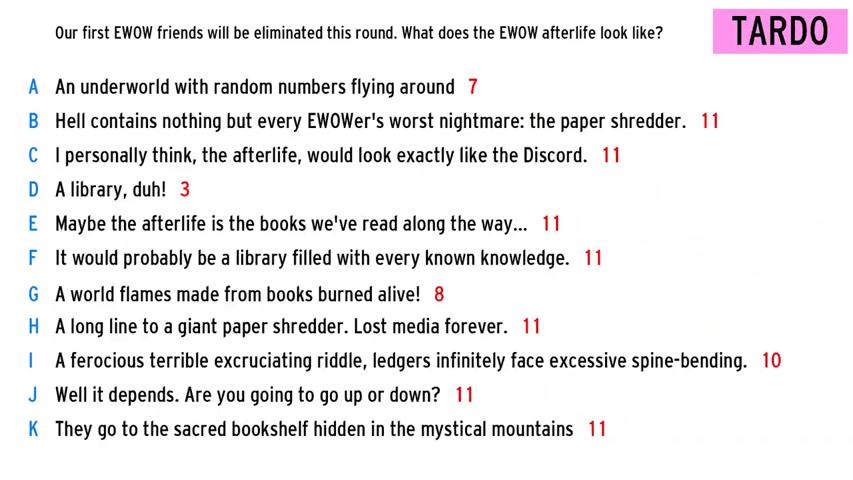 Our first EWOW friends will be eliminated this round. What does the EWOW afterlife look like?
TARDO
A An underworld with random numbers flying around 7
B Hell contains nothing but every EWOWer's worst nightmare: the paper shredder. 11
C I personally think, the afterlife, would look exactly like the Discord. 11
D A library, duh! 3
E Maybe the afterlife is the books we've read along the way... 11
F It would probably be a library filled with every known knowledge. 11
G A world flames made from books burned alive! 8
H A long line to a giant paper shredder. Lost media forever. 11
I A ferocious terrible excruciating riddle, ledgers infinitely face excessive spine-bending. 10
J Well it depends. Are you going to go up or down? 11
K They go to the sacred bookshelf hidden in the mystical mountains 11